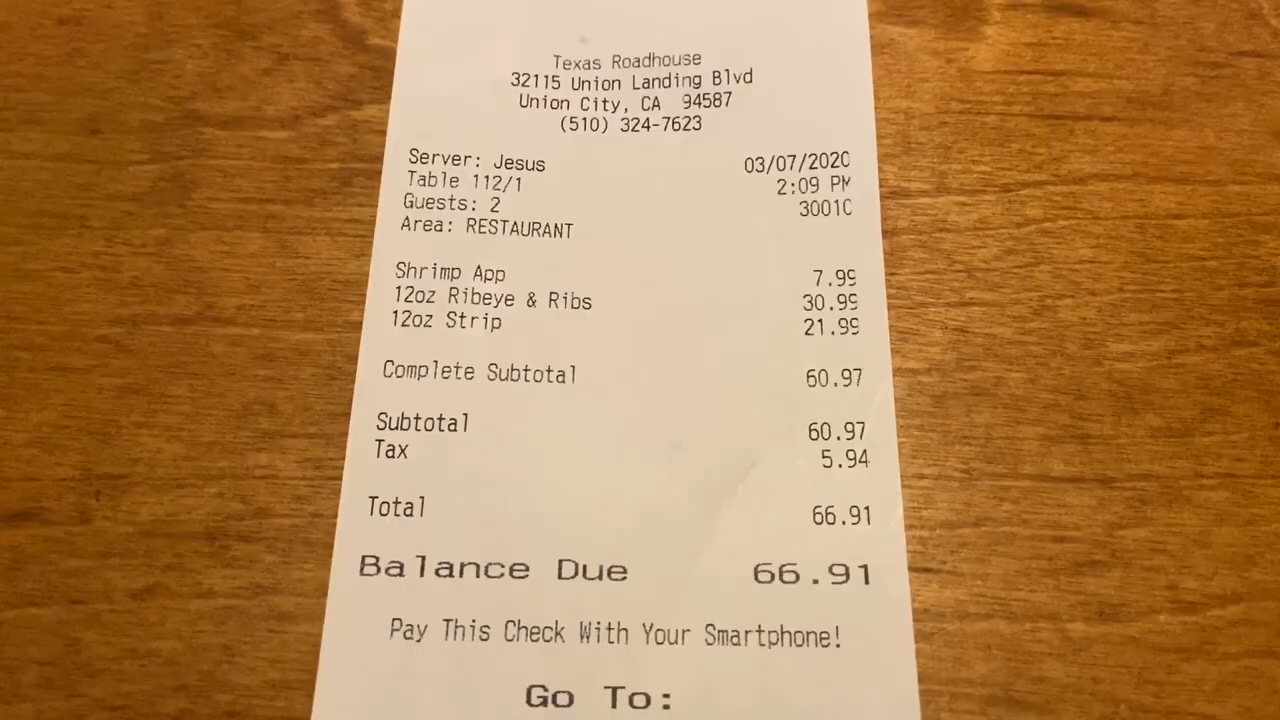 Texas Roadhouse
32115 Union Landing Blvd
Union City, CA 94587
(510) 324-7623
Server: Jesus 03/07/2020
Table 112/1 2:09 PM
Guests: 2 30010
Area: RESTAURANT
Shrimp App 7.99
12oz Ribeye & Ribs 30.99
12oz Strip 21.99
Complete Subtotal 60.97
Subtotal 60.97
Tax 5.94
Total 66.91
Balance Due 66.91
Pay This Check With Your Smartphone!
Go To: